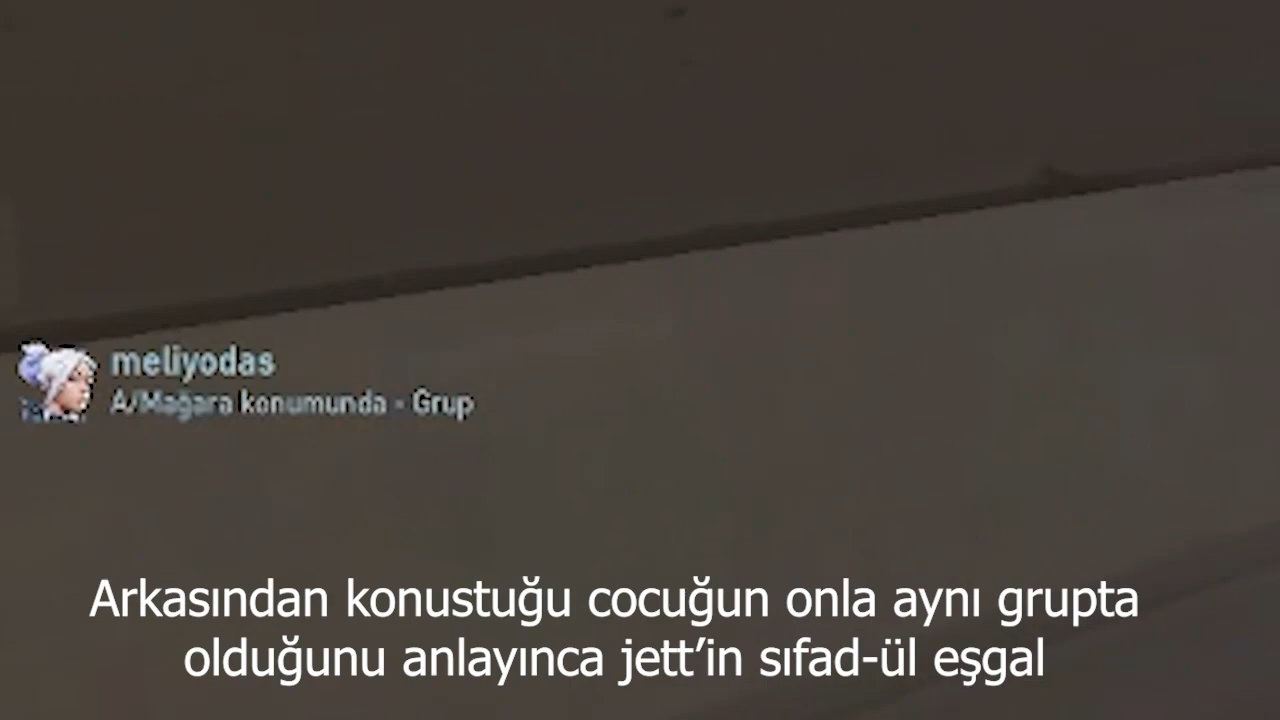 meliyodas
A/Mağara konumunda - Grup
Arkasından konustuğu cocuğun onla aynı grupta
olduğunu anlayınca jett’in sıfad-ül eşgal